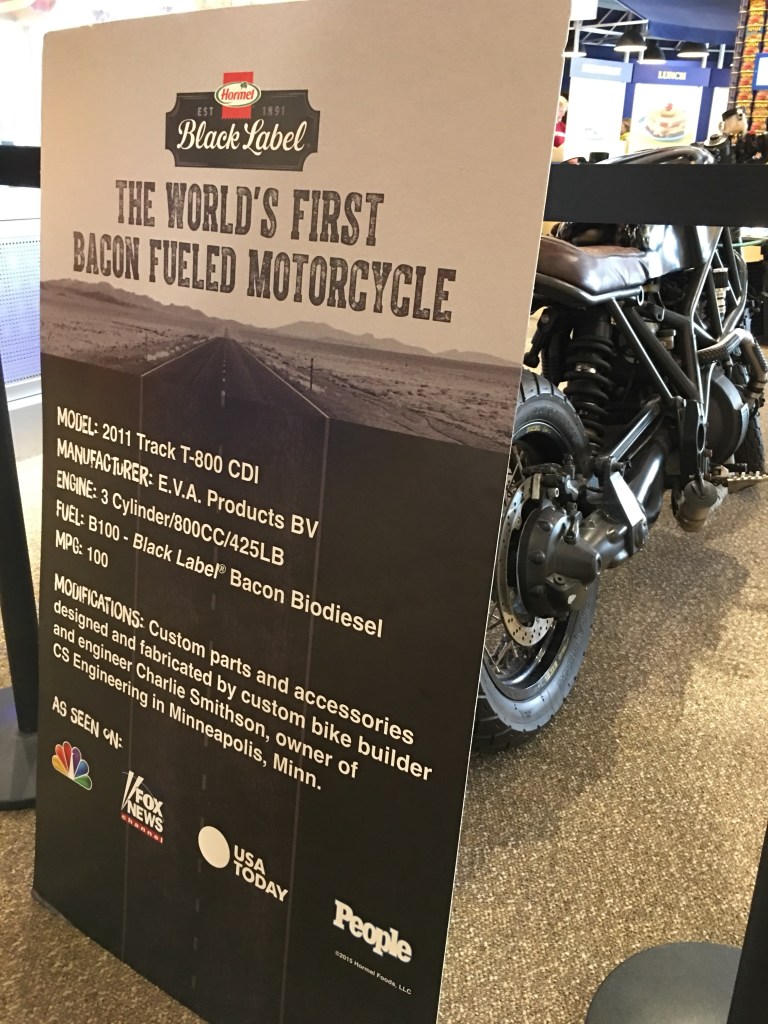 Hormel
EST 1891
Black Label
THE WORLD'S FIRST
BACON FUELED MOTORCYCLE
MODEL: 2011 Track T-800 CDI
MANUFACTURER: E.V.A. Products BV
ENGINE: 3 Cylinder/800CC/425LB
FUEL: B100 - Black Label® Bacon Biodiesel
MPG: 100
MODIFICATIONS: Custom parts and accessories
designed and fabricated by custom bike builder
and engineer Charlie Smithson, owner of
CS Engineering in Minneapolis, Minn.
AS SEEN ON:
FOX
NEWS
channel
USA
TODAY
People
©2015 Hormel Foods, LLC
LUNCH